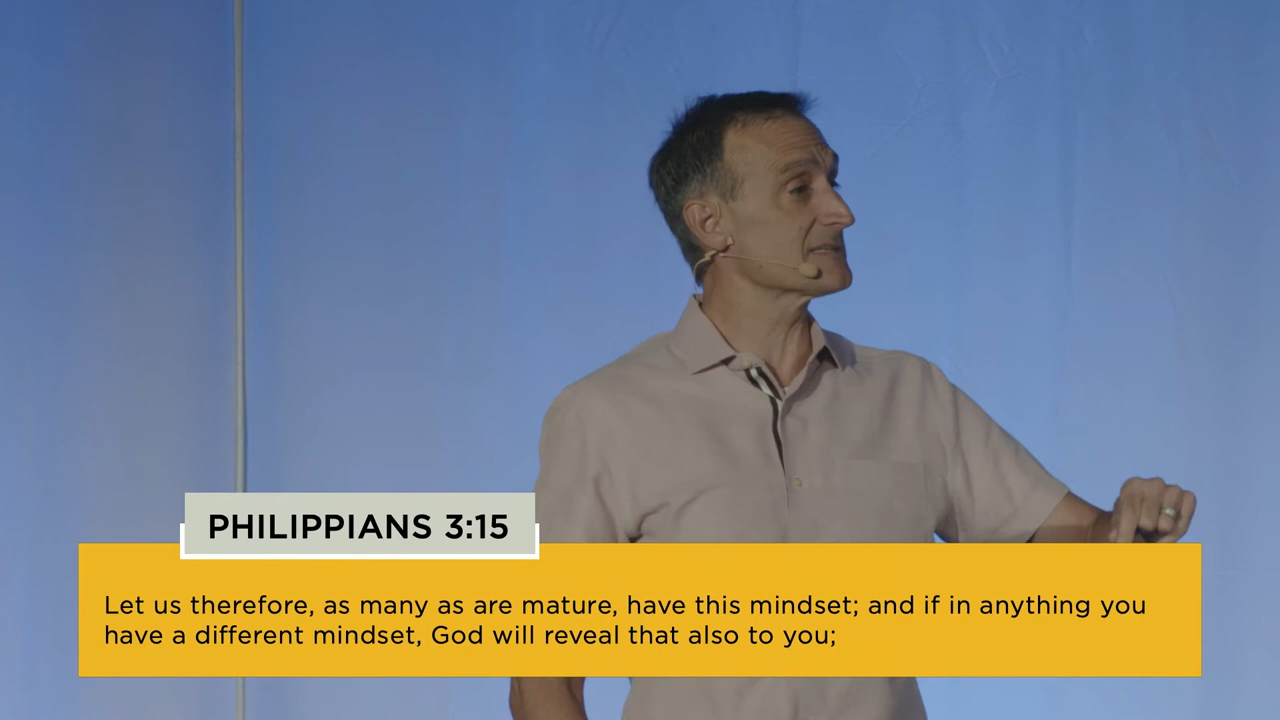 PHILIPPIANS 3:15
Let us therefore, as many as are mature, have this mindset; and if in anything you
have a different mindset, God will reveal that also to you;